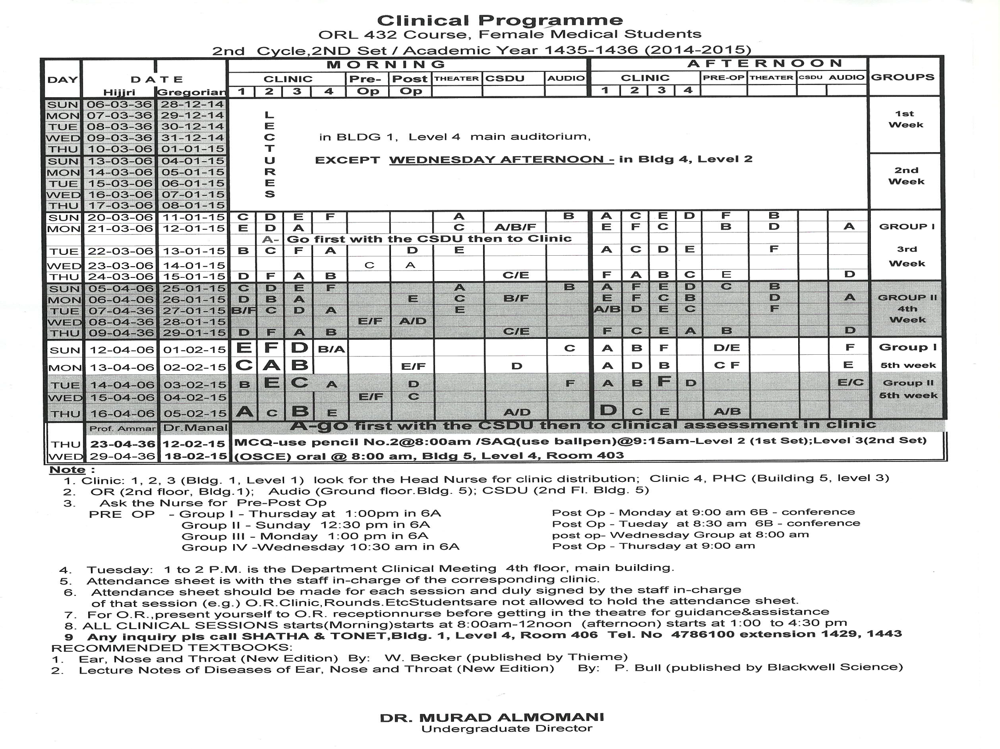 Clinical Programme
ORL 432 Course, Female Medical Students
2nd Cycle,2ND Set / Academic Year 1435-1436 (2014-2015)
MORNING AFTERNOON
DAY DATE CLINIC Pre- Post THEATER CSDU AUDIO CLINIC PRE-OP THEATER CSDU AUDIO GROUPS
Hijjri Gregorian 1 2 3 4 Op Op 1 2 3 4
SUN 06-03-36 28-12-14
MON 07-03-36 29-12-14 L 1st
TUE 08-03-36 30-12-14 E Week
WED 09-03-36 31-12-14 C in BLDG 1, Level 4 main auditorium,
THU 10-03-06 01-01-15 T
SUN 13-03-06 04-01-15 U EXCEPT WEDNESDAY AFTERNOON - in Bldg 4, Level 2
MON 14-03-06 05-01-15 R 2nd
TUE 15-03-06 06-01-15 E Week
WED 16-03-06 07-01-15 S
THU 17-03-06 08-01-15
SUN 20-03-06 11-01-15 C D E F A B A C E D F B
MON 21-03-06 12-01-15 E D A C A/B/F E F C B D A GROUP I
A- Go first with the CSDU then to Clinic
TUE 22-03-06 13-01-15 B C F A D E A C D E F 3rd
WED 23-03-06 14-01-15 C A Week
THU 24-03-06 15-01-15 D F A B C/E F A B C E D
SUN 05-04-06 25-01-15 C D E F A B A F E D C B
MON 06-04-06 26-01-15 D B A E C B/F E F C B D A GROUP II
TUE 07-04-36 27-01-15 B/F C D A E A/B D E C F 4th
WED 08-04-36 28-01-15 E/F A/D Week
THU 09-04-36 29-01-15 D F A B C/E F C E A B D
SUN 12-04-06 01-02-15 E F D B/A C A B F D/E F Group I
MON 13-04-06 02-02-15 C A B E/F D A D B C F E 5th week
TUE 14-04-06 03-02-15 B E C A D F A B F D E/C Group II
WED 15-04-06 04-02-15 E/F C 5th week
THU 16-04-06 05-02-15 A C B E A/D D C E A/B
Prof. Ammar Dr.Manal A-go first with the CSDU then to clinical assessment in clinic
THU 23-04-36 12-02-15 MCQ-use pencil No.2@8:00am /SAQ(use ballpen)@9:15am-Level 2 (1st Set);Level 3(2nd Set)
WED 29-04-36 18-02-15 (OSCE) oral @ 8:00 am, Bldg 5, Level 4, Room 403
Note :
1. Clinic: 1, 2, 3 (Bldg. 1, Level 1) look for the Head Nurse for clinic distribution; Clinic 4, PHC (Building 5, level 3)
2. OR (2nd floor, Bldg.1); Audio (Ground floor.Bldg. 5); CSDU (2nd Fl. Bldg. 5)
3. Ask the Nurse for Pre-Post Op
PRE OP - Group I - Thursday at 1:00pm in 6A Post Op - Monday at 9:00 am 6B - conference
Group II - Sunday 12:30 pm in 6A Post Op - Tueday at 8:30 am 6B - conference
Group III - Monday 1:00 pm in 6A post op- Wednesday Group at 8:00 am
Group IV -Wednesday 10:30 am in 6A Post Op - Thursday at 9:00 am
4. Tuesday: 1 to 2 P.M. is the Department Clinical Meeting 4th floor, main building.
5. Attendance sheet is with the staff in-charge of the corresponding clinic.
6. Attendance sheet should be made for each session and duly signed by the staff in-charge
of that session (e.g.) O.R.Clinic,Rounds.EtcStudentsare not allowed to hold the attendance sheet.
7. For O.R.,present yourself to O.R. receptionnurse before getting in the theatre for guidance&assistance
8. ALL CLINICAL SESSIONS starts(Morning)starts at 8:00am-12noon (afternoon) starts at 1:00 to 4:30 pm
9 Any inquiry pls call SHATHA & TONET,Bldg. 1, Level 4, Room 406 Tel. No 4786100 extension 1429, 1443
RECOMMENDED TEXTBOOKS:
1. Ear, Nose and Throat (New Edition) By: W. Becker (published by Thieme)
2. Lecture Notes of Diseases of Ear, Nose and Throat (New Edition) By: P. Bull (published by Blackwell Science)
DR. MURAD ALMOMANI
Undergraduate Director